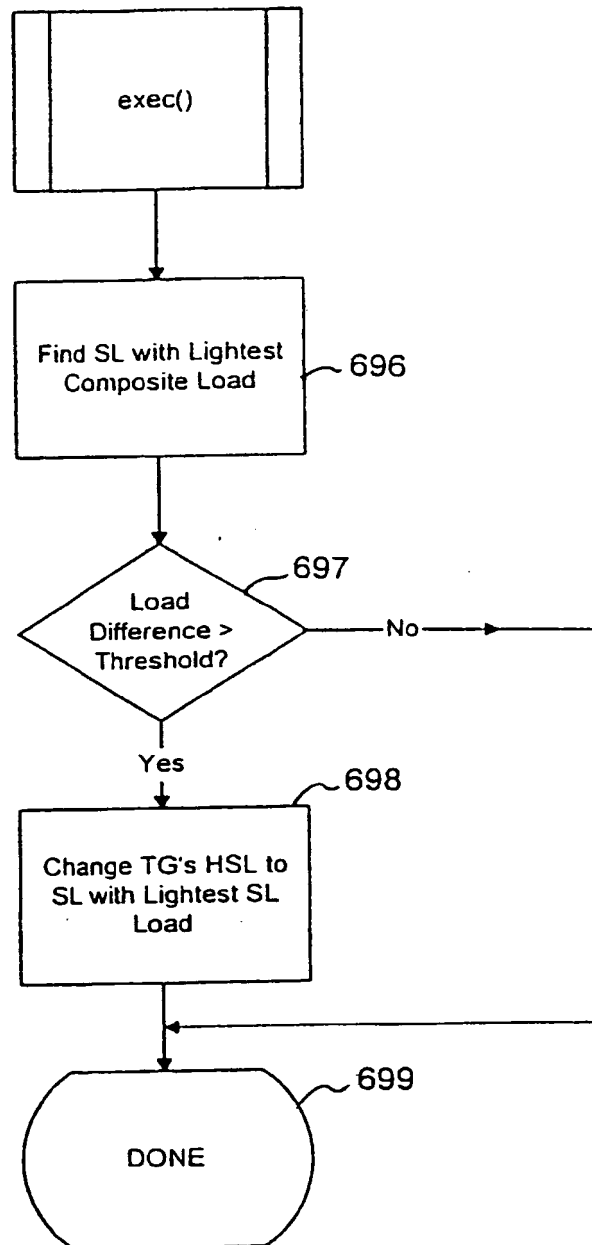 exec()
Find SL with Lightest
Composite Load
696
697
Load
Difference >
Threshold?
No
Yes
698
Change TG's HSL to
SL with Lightest SL
Load
699
DONE